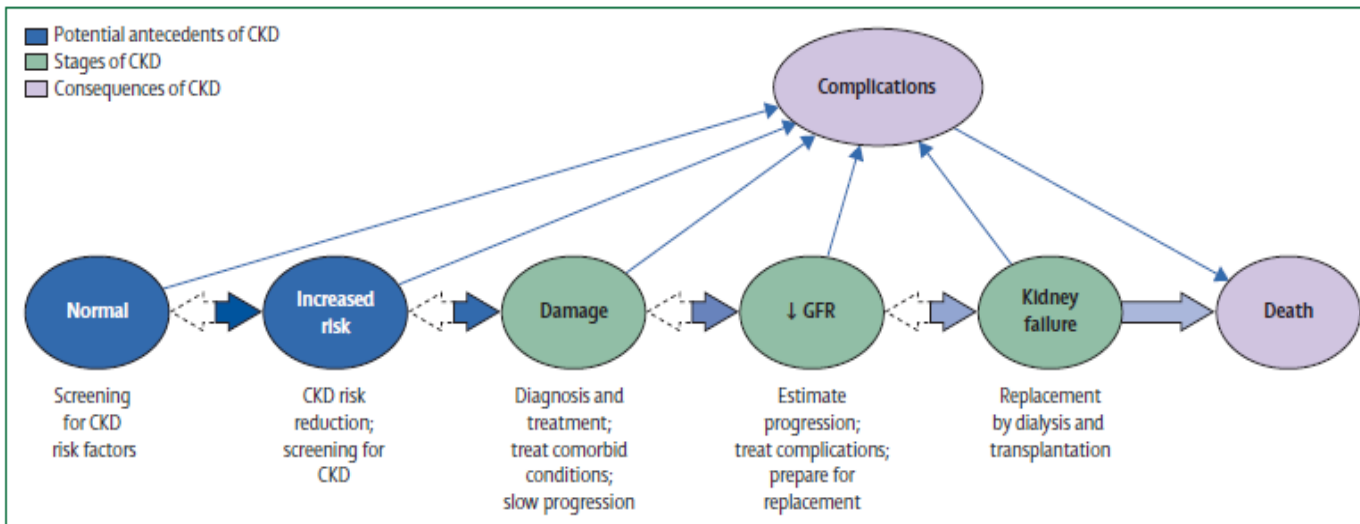 Potential antecedents of CKD
Stages of CKD
Consequences of CKD
Complications
Normal
Increased
risk
Damage
↓ GFR
Kidney
failure
Death
Screening
for CKD
risk factors
CKD risk
reduction;
screening for
CKD
Diagnosis and
treatment;
treat comorbid
conditions;
slow progression
Estimate
progression;
treat complications;
prepare for
replacement
Replacement
by dialysis and
transplantation